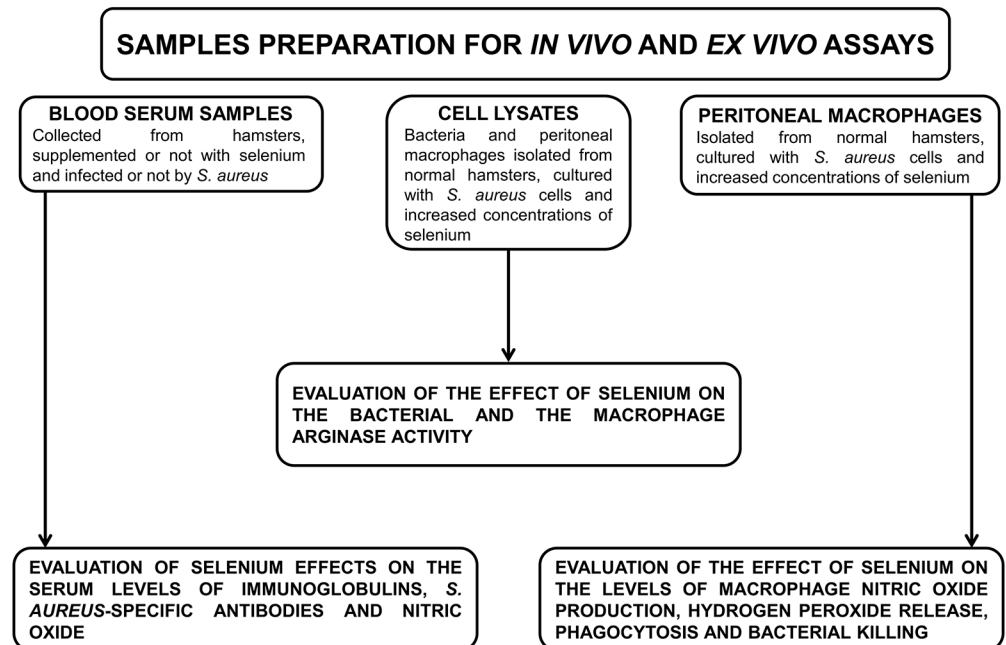 SAMPLES PREPARATION FOR IN VIVO AND EX VIVO ASSAYS
BLOOD SERUM SAMPLES
Collected from hamsters,
supplemented or not with selenium
and infected or not by S. aureus
CELL LYSATES
Bacteria and peritoneal
macrophages isolated from
normal hamsters, cultured
with S. aureus cells and
increased concentrations of
selenium
PERITONEAL MACROPHAGES
Isolated from normal hamsters,
cultured with S. aureus cells and
increased concentrations of selenium
EVALUATION OF THE EFFECT OF SELENIUM ON
THE BACTERIAL AND THE MACROPHAGE
ARGINASE ACTIVITY
EVALUATION OF SELENIUM EFFECTS ON THE
SERUM LEVELS OF IMMUNOGLOBULINS, S.
AUREUS-SPECIFIC ANTIBODIES AND NITRIC
OXIDE
EVALUATION OF THE EFFECT OF SELENIUM ON
THE LEVELS OF MACROPHAGE NITRIC OXIDE
PRODUCTION, HYDROGEN PEROXIDE RELEASE,
PHAGOCYTOSIS AND BACTERIAL KILLING